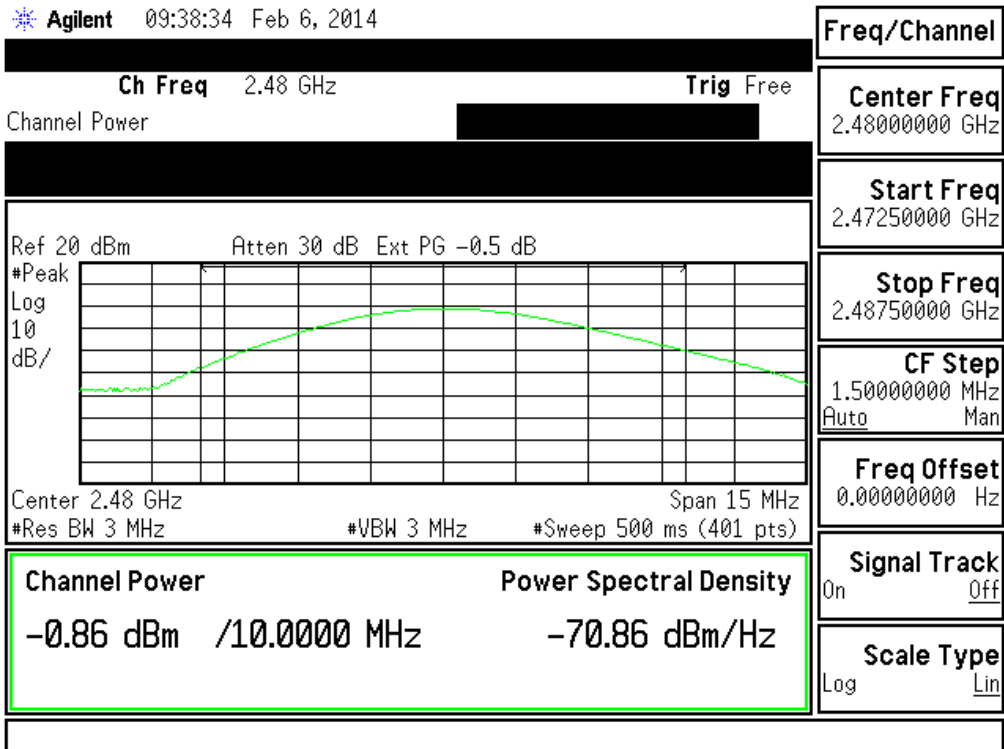 Agilent 09:38:34 Feb 6, 2014
Ch Freq 2.48 GHz Trig Free
Channel Power
Ref 20 dBm Atten 30 dB Ext PG -0.5 dB
#Peak
Log
10
dB/
Center 2.48 GHz Span 15 MHz
#Res BW 3 MHz #VBW 3 MHz #Sweep 500 ms (401 pts)
Channel Power Power Spectral Density
-0.86 dBm /10.0000 MHz -70.86 dBm/Hz
Freq/Channel
Center Freq
2.48000000 GHz
Start Freq
2.47250000 GHz
Stop Freq
2.48750000 GHz
CF Step
1.50000000 MHz
Auto Man
Freq Offset
0.00000000 Hz
Signal Track
On Off
Scale Type
Log Lin